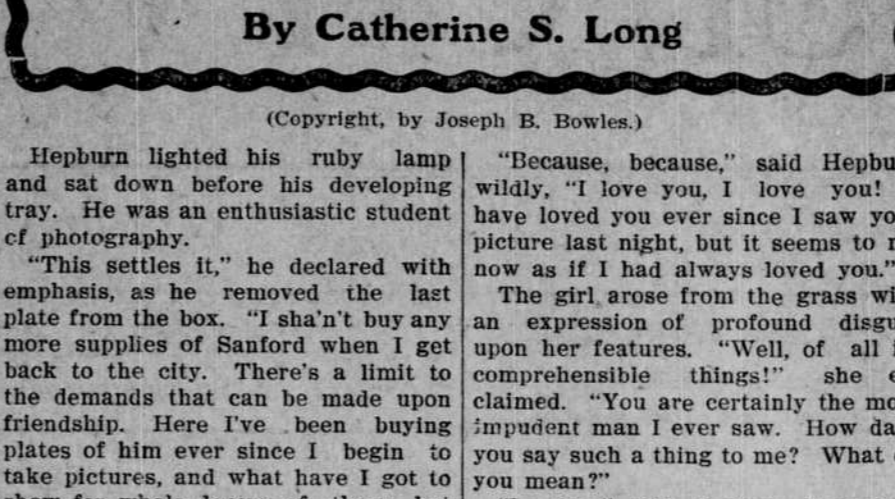 By Catherine S. Long
(Copyright, by Joseph B. Bowles.)
Hepburn lighted his ruby lamp
and sat down before his developing
tray. He was an enthusiastic student
cf photography.
"This settles it," he declared with
emphasis, as he removed the last
plate from the box. "I sha'n't buy any
more supplies of Sanford when I get
back to the city. There's a limit to
the demands that can be made upon
friendship. Here I've been buying
plates of him ever since I begin to
take pictures, and what have I got to
"Because, because," said Hepbu
wildly, "I love you, I love you!
have loved you ever since I saw yo
picture last night, but it seems to
now as if I had always loved you."
The girl arose from the grass wi
an expression of profound disgu
upon her features. "Well, of all
comprehensible things!" she e
claimed. "You are certainly the mo
impudent man I ever saw. How da
you say such a thing to me? What
you mean?"